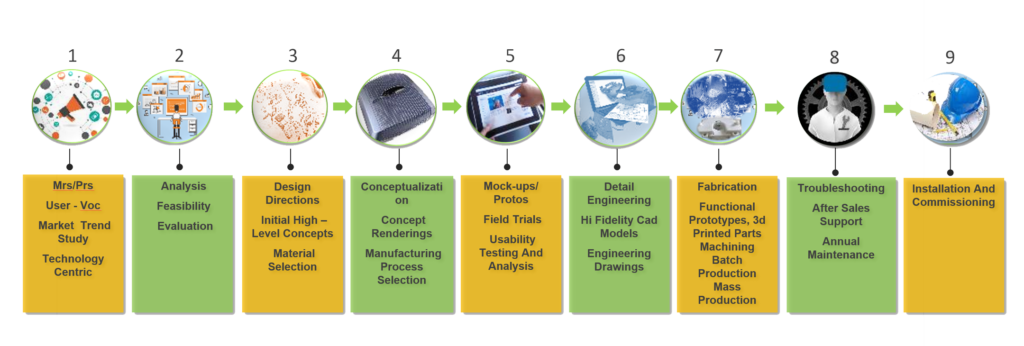 1
2
3
4
5
6
7
8
9
Mrs/Prs
User - Voc
Market Trend
Study
Technology
Centric
Analysis
Feasibility
Evaluation
Design
Directions
Initial High –
Level Concepts
Material
Selection
Conceptualizati
on
Concept
Renderings
Manufacturing
Process
Selection
Mock-ups/
Protos
Field Trials
Usability
Testing And
Analysis
Detail
Engineering
Hi Fidelity Cad
Models
Engineering
Drawings
Fabrication
Functional
Prototypes, 3d
Printed Parts
Machining
Batch
Production
Mass
Production
Troubleshooting
After Sales
Support
Annual
Maintenance
Installation And
Commissioning